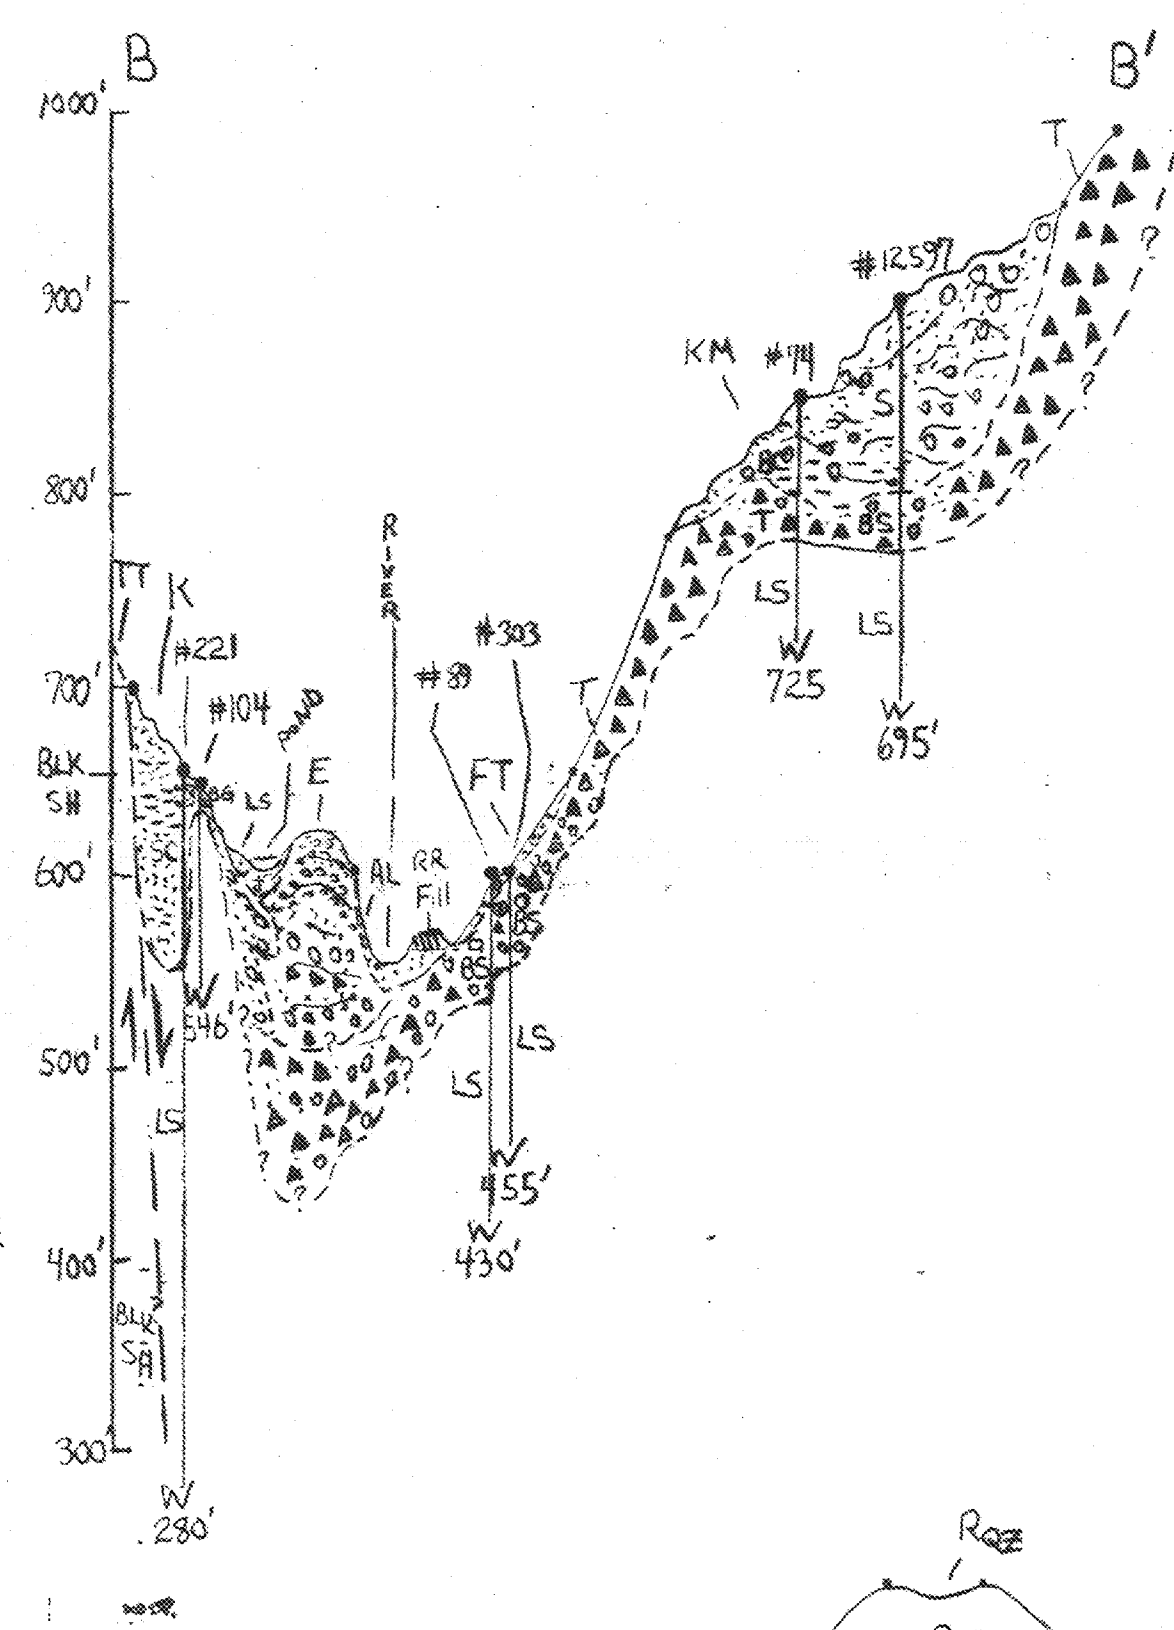 B
B'
1000'
T
#12597
900'
KM
#74
S
800'
T
BS
RIVER
TT
K
LS
#221
#303
LS
#89
725
700'
#104
POND
T
W
695'
BLK
SH
E
FT
LS
600'
AL
RR
Fill
BS
W
546'
500'
LS
LS
LS
W
455'
400'
W
430'
BLK
SH
300'
W
280'
RQZ